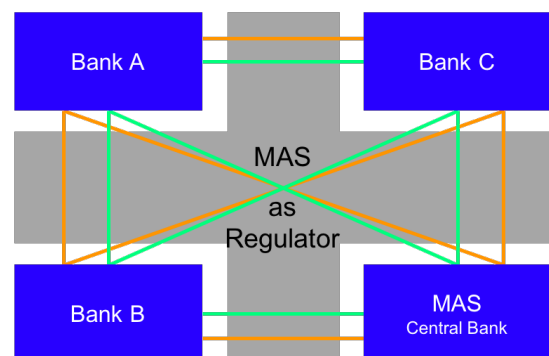 Bank A
Bank C
MAS
as
Regulator
Bank B
MAS
Central Bank